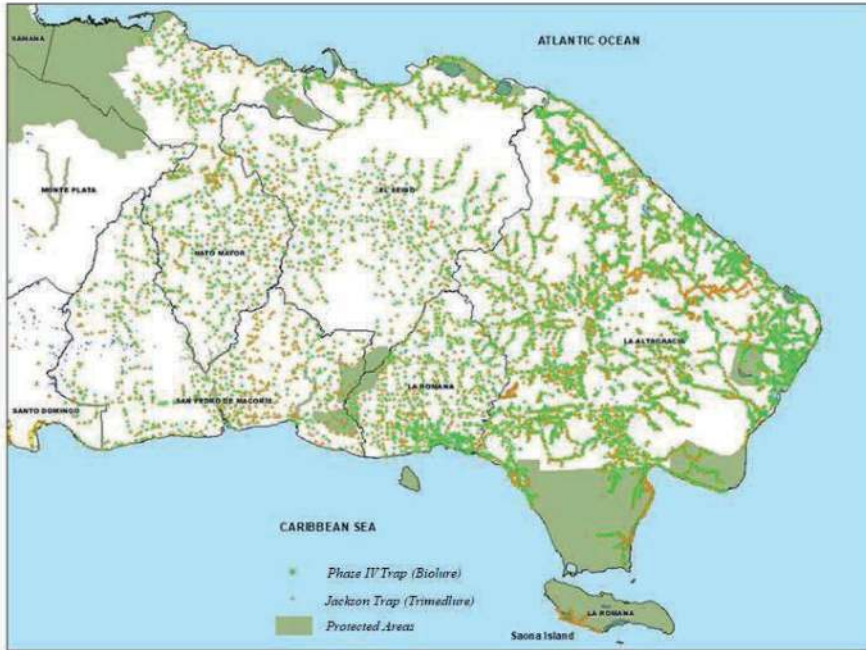 ATLANTIC OCEAN
SAMANA
MONTE PLATA
EL SEIBO
HATO MAYOR
LA ALTAGRACIA
LA ROMANA
SAN PEDRO DE MACORIS
SANTO DOMINGO
CARIBBEAN SEA
Phase IV Trap (Biolure)
Jackson Trap (Trimedlure)
Protected Areas
LA ROMANA
Saona Island